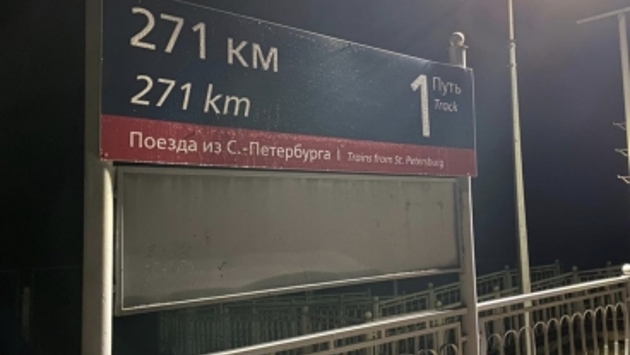 271 км
271 km
1 Путь
Track
Поезда из С.-Петербурга | Trains from St. Petersburg